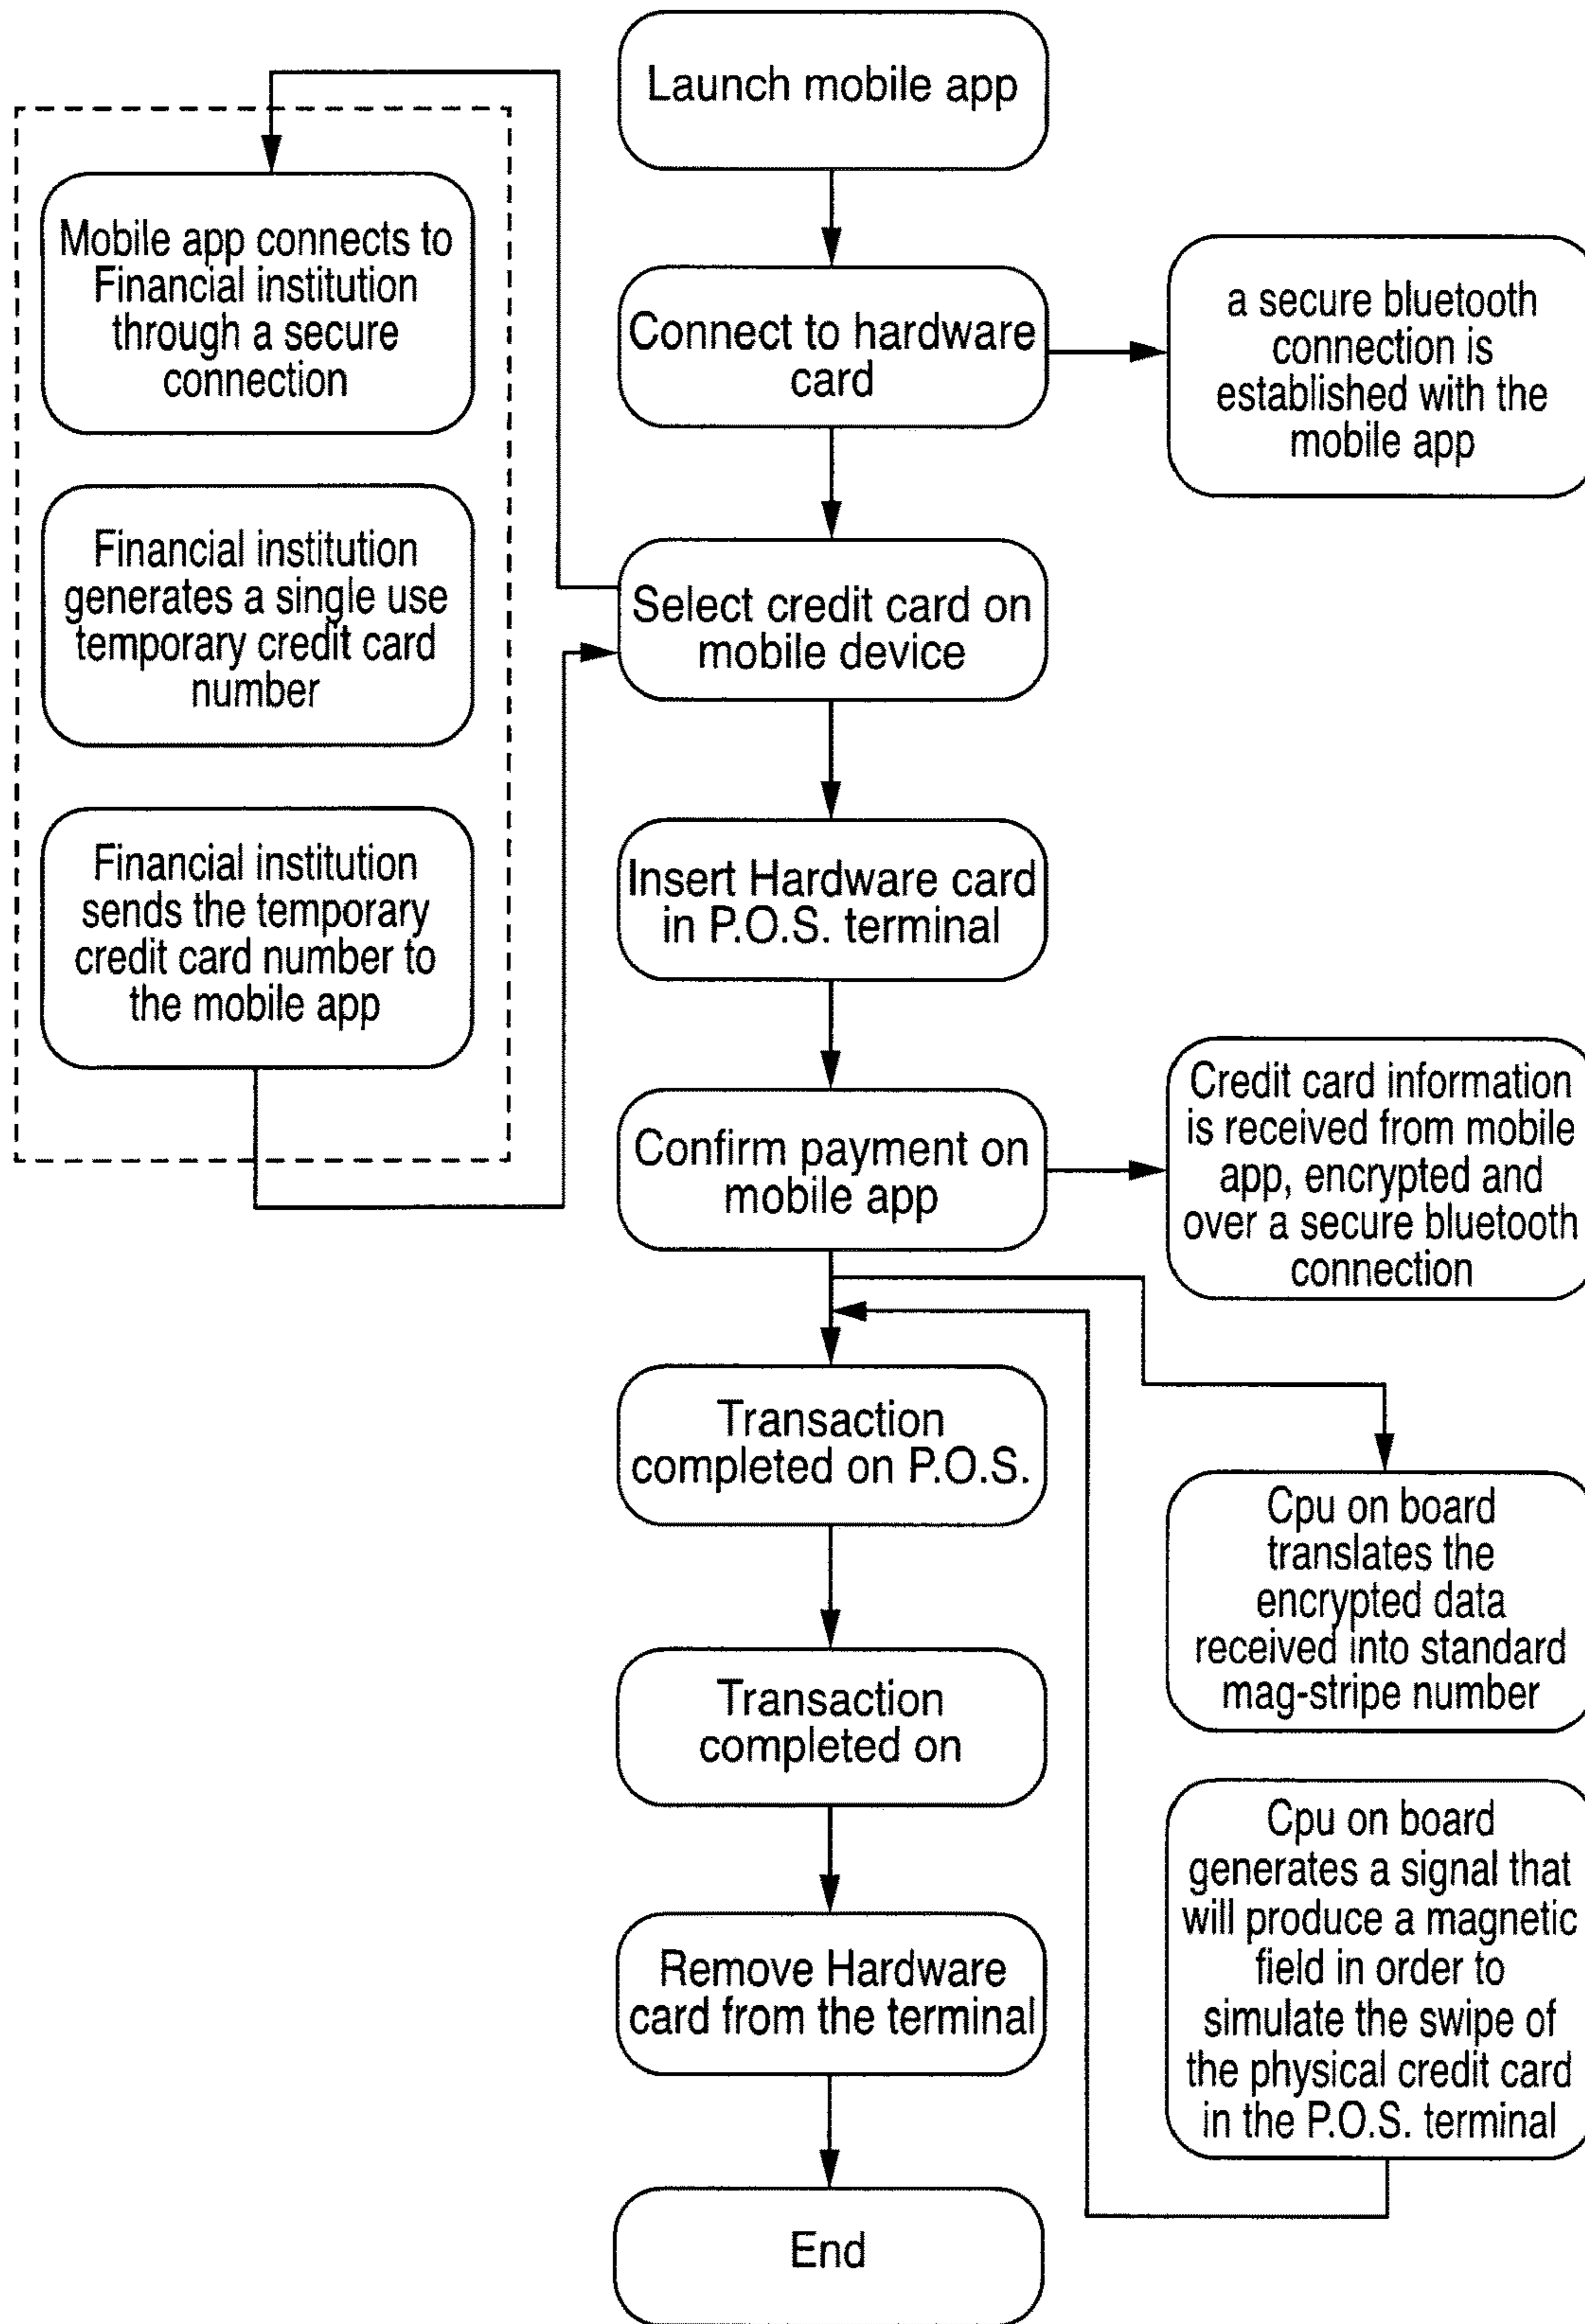 Launch mobile app
Mobile app connects to
Financial institution
through a secure
connection
Connect to hardware
card
a secure bluetooth
connection is
established with the
mobile app
Financial institution
generates a single use
temporary credit card
number
Select credit card on
mobile device
Financial institution
sends the temporary
credit card number to
the mobile app
Insert Hardware card
in P.O.S. terminal
Confirm payment on
mobile app
Credit card information
is received from mobile
app, encrypted and
over a secure bluetooth
connection
Transaction
completed on P.O.S.
Cpu on board
translates the
encrypted data
received into standard
mag-stripe number
Transaction
completed on
Cpu on board
generates a signal that
will produce a magnetic
field in order to
simulate the swipe of
the physical credit card
in the P.O.S. terminal
Remove Hardware
card from the terminal
End